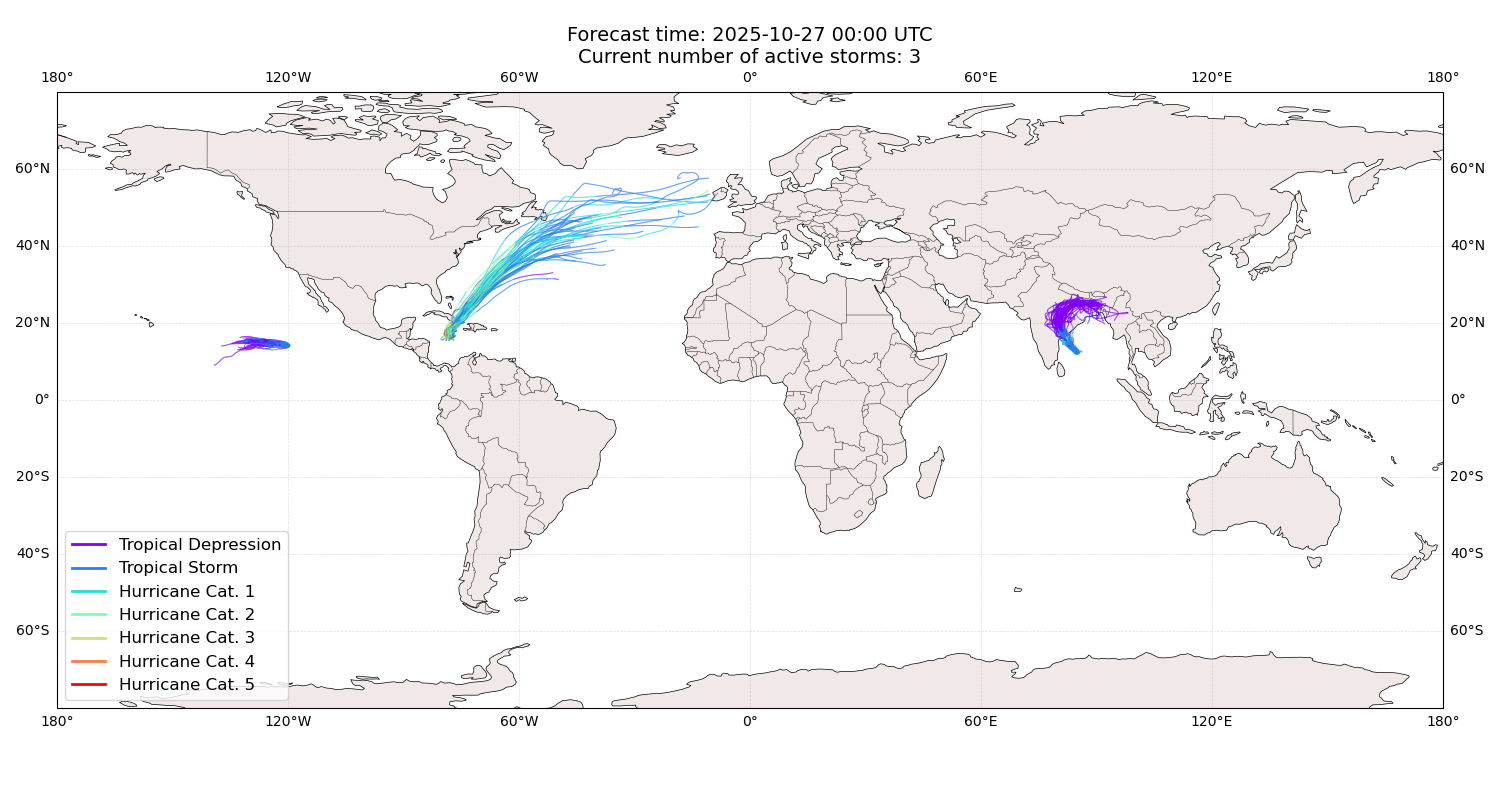 Forecast time: 2025-10-27 00:00 UTC
Current number of active storms: 3
180° 120°W 60°W 0° 60°E 120°E 180°
60°N 60°N
40°N 40°N
20°N 20°N
0° 0°
20°S 20°S
40°S 40°S
60°S 60°S
Tropical Depression
Tropical Storm
Hurricane Cat. 1
Hurricane Cat. 2
Hurricane Cat. 3
Hurricane Cat. 4
Hurricane Cat. 5
180° 120°W 60°W 0° 60°E 120°E 180°